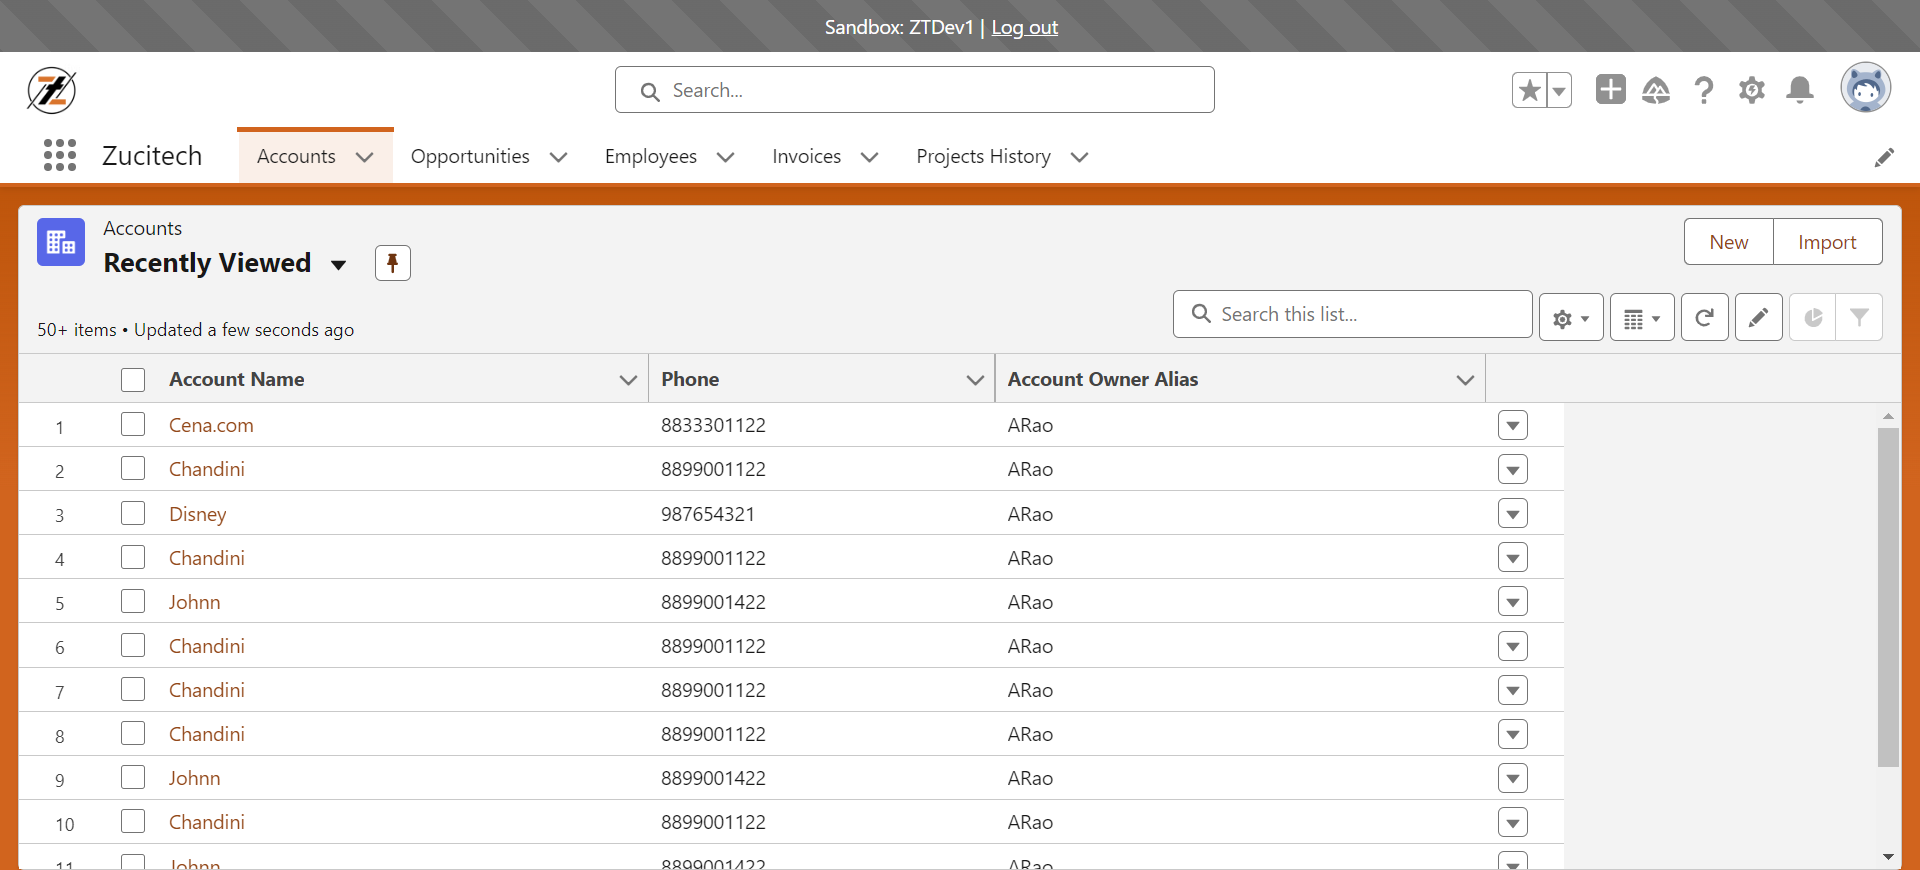 Sandbox: ZTDev1 | Log out
Search...
Zucitech Accounts Opportunities Employees Invoices Projects History
Accounts
Recently Viewed
New Import
50+ items • Updated a few seconds ago
Search this list...
Account Name Phone Account Owner Alias
1 Cena.com 8833301122 ARao
2 Chandini 8899001122 ARao
3 Disney 987654321 ARao
4 Chandini 8899001122 ARao
5 Johnn 8899001422 ARao
6 Chandini 8899001122 ARao
7 Chandini 8899001122 ARao
8 Chandini 8899001122 ARao
9 Johnn 8899001422 ARao
10 Chandini 8899001122 ARao
11 Johnn 8899001422 ARao